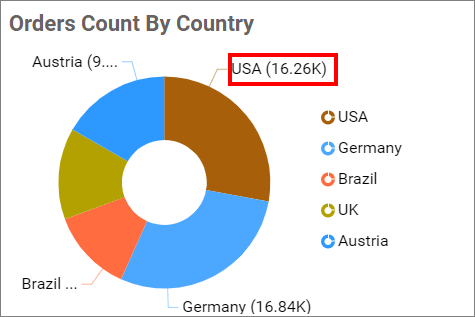 Orders Count By Country
Austria (9....
USA (16.26K)
USA
Germany
Brazil
UK
Austria
Brazil ...
Germany (16.84K)